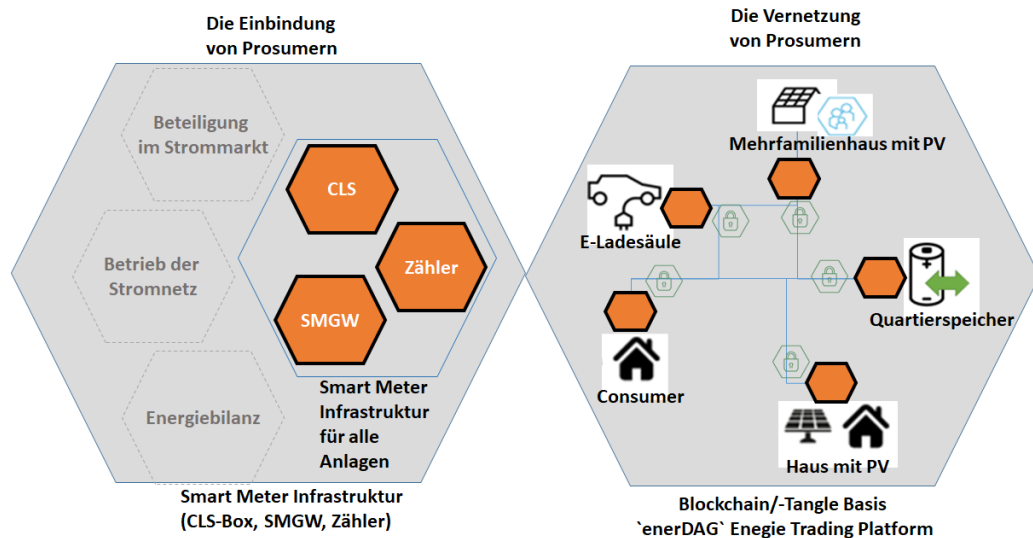 Die Einbindung
von Prosumern
Beteiligung
im Strommarkt
CLS
Betrieb der
Stromnetz
Zähler
SMGW
Energiebilanz
Smart Meter
Infrastruktur
für alle
Anlagen
Smart Meter Infrastruktur
(CLS-Box, SMGW, Zähler)
Die Vernetzung
von Prosumern
Mehrfamilienhaus mit PV
E-Ladesäule
Quartierspeicher
Consumer
Haus mit PV
Blockchain/-Tangle Basis
`enerDAG` Enegie Trading Platform